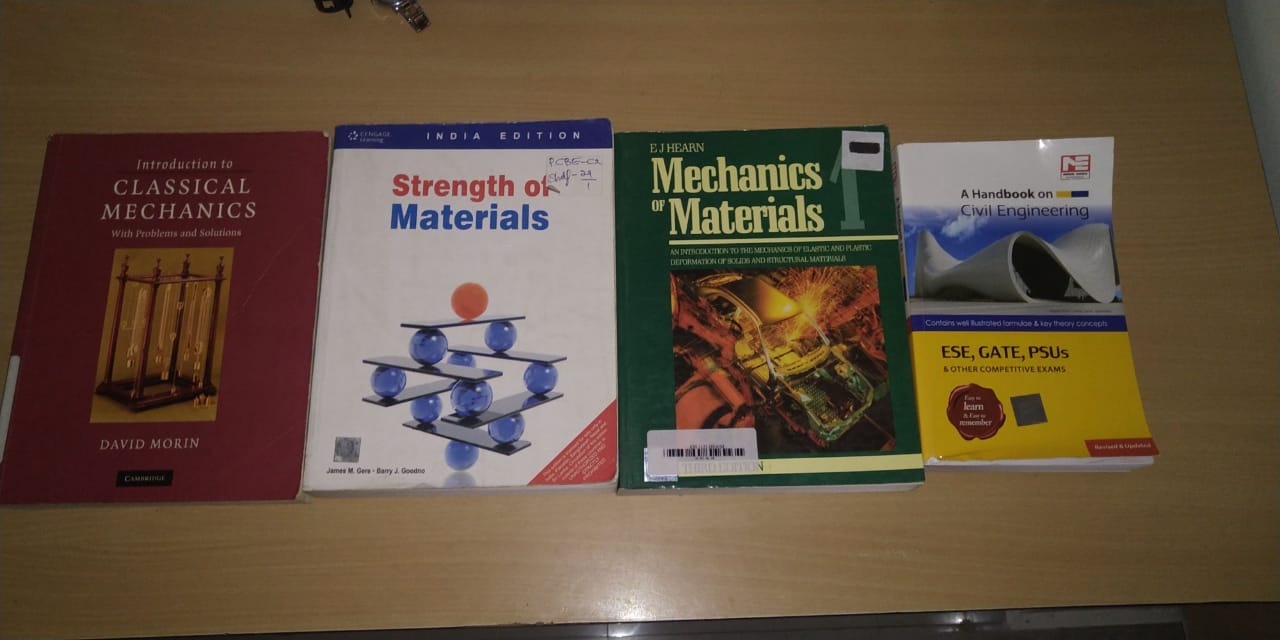 Introduction to
CLASSICAL
MECHANICS
With Problems and Solutions
DAVID MORIN
CAMBRIDGE
CENGAGE
Learning
INDIA EDITION
Strength of
Materials
James M. Gere • Barry J. Goodno
E J HEARN
Mechanics
OF Materials
1
AN INTRODUCTION TO THE MECHANICS OF ELASTIC AND PLASTIC
DEFORMATION OF SOLIDS AND STRUCTURAL MATERIALS
THIRD EDITION
A Handbook on
Civil Engineering
Contains well illustrated formulae & key theory concepts
ESE, GATE, PSUs
& OTHER COMPETITIVE EXAMS
Easy to
learn
& Easy to
remember
Revised & Updated